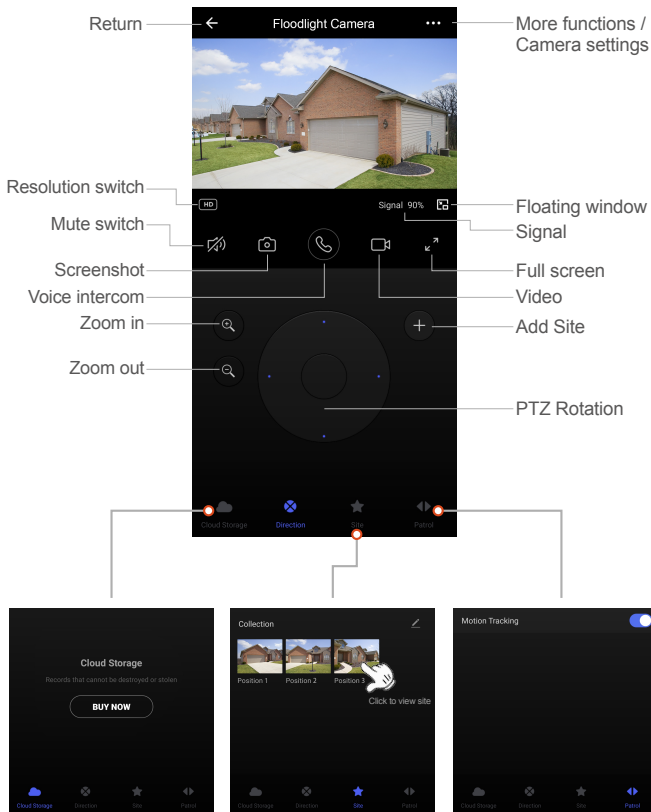 Return
Floodlight Camera
More functions /
Camera settings
Resolution switch
HD
Signal 90%
Floating window
Signal
Mute switch
Screenshot
Full screen
Voice intercom
Video
Zoom in
Add Site
Zoom out
PTZ Rotation
Cloud Storage
Direction
Site
Patrol
Cloud Storage
Records that cannot be destroyed or stolen
BUY NOW
Cloud Storage
Direction
Site
Patrol
Collection
Position 1
Position 2
Position 3
Click to view site
Cloud Storage
Direction
Site
Patrol
Motion Tracking
Cloud Storage
Direction
Site
Patrol